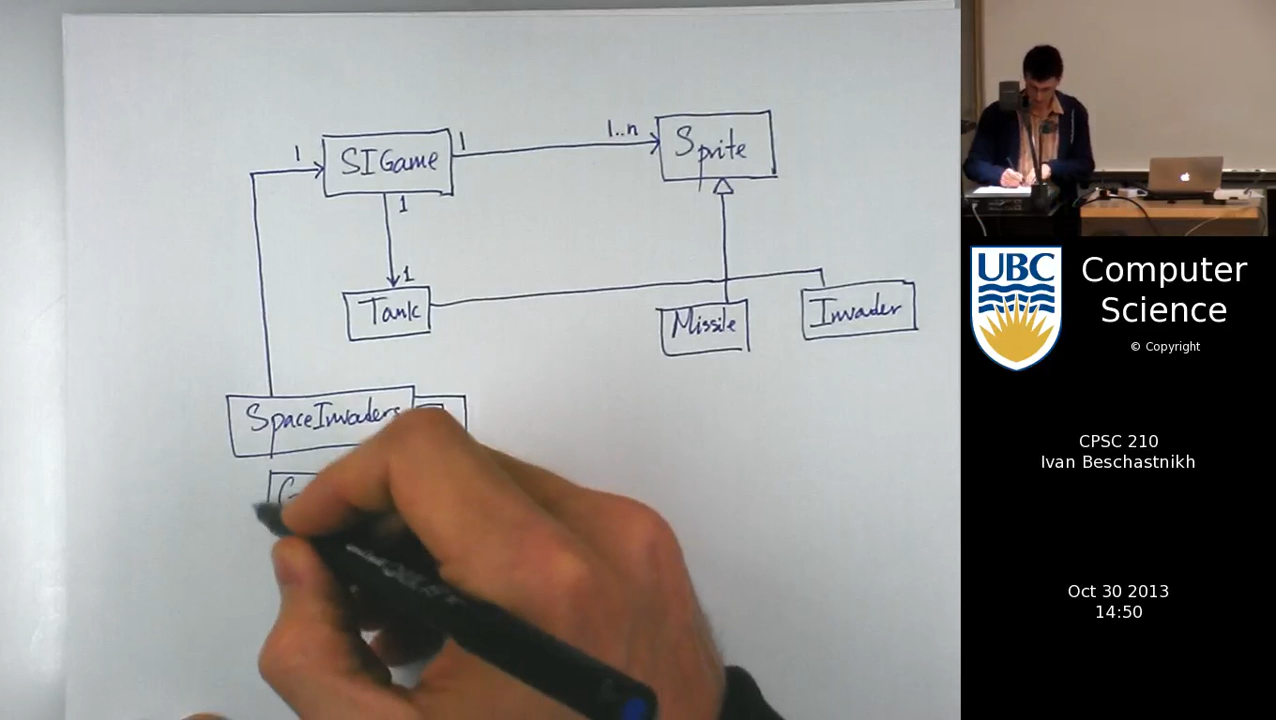 1
SIGame
1
1..n
Sprite
1
1
Tank
Missile
Invader
SpaceInvaders
G
UBC
Computer
Science
© Copyright
CPSC 210
Ivan Beschastnikh
Oct 30 2013
14:50